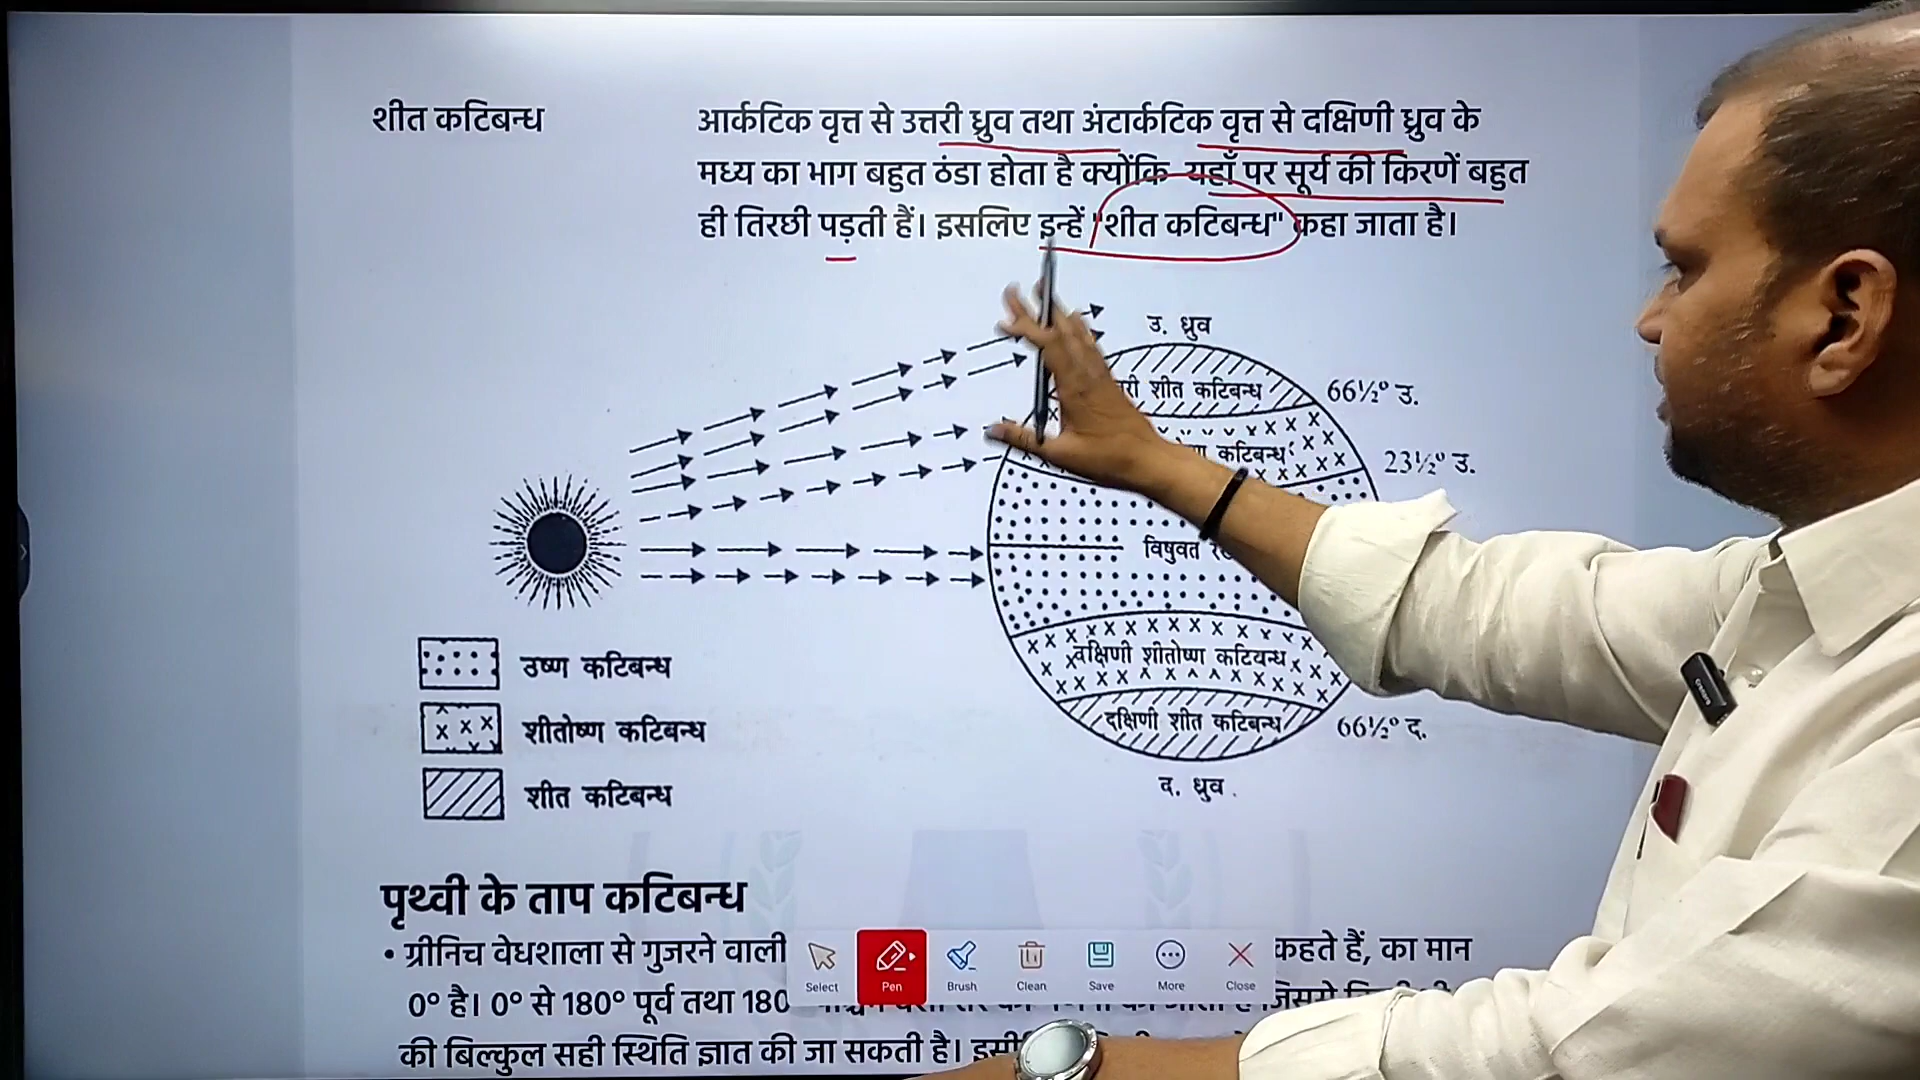 शीत कटिबन्ध
आर्कटिक वृत्त से उत्तरी ध्रुव तथा अंटार्कटिक वृत्त से दक्षिणी ध्रुव के
मध्य का भाग बहुत ठंडा होता है क्योंकि यहाँ पर सूर्य की किरणें बहुत
ही तिरछी पड़ती हैं। इसलिए इन्हें "शीत कटिबन्ध" कहा जाता है।
उ. ध्रुव
शीत कटिबन्ध
66½° उ.
कटिबन्ध
23½° उ.
विषुवत
दक्षिणी शीतोष्ण कटिबन्ध
दक्षिणी शीत कटिबन्ध
66½° द.
द. ध्रुव
उष्ण कटिबन्ध
शीतोष्ण कटिबन्ध
शीत कटिबन्ध
पृथ्वी के ताप कटिबन्ध
• ग्रीनिच वेधशाला से गुजरने वाली कहते हैं, का मान
0° है। 0° से 180° पूर्व तथा 180
की बिल्कुल सही स्थिति ज्ञात की जा सकती है।
Select Pen Brush Clean Save More Close